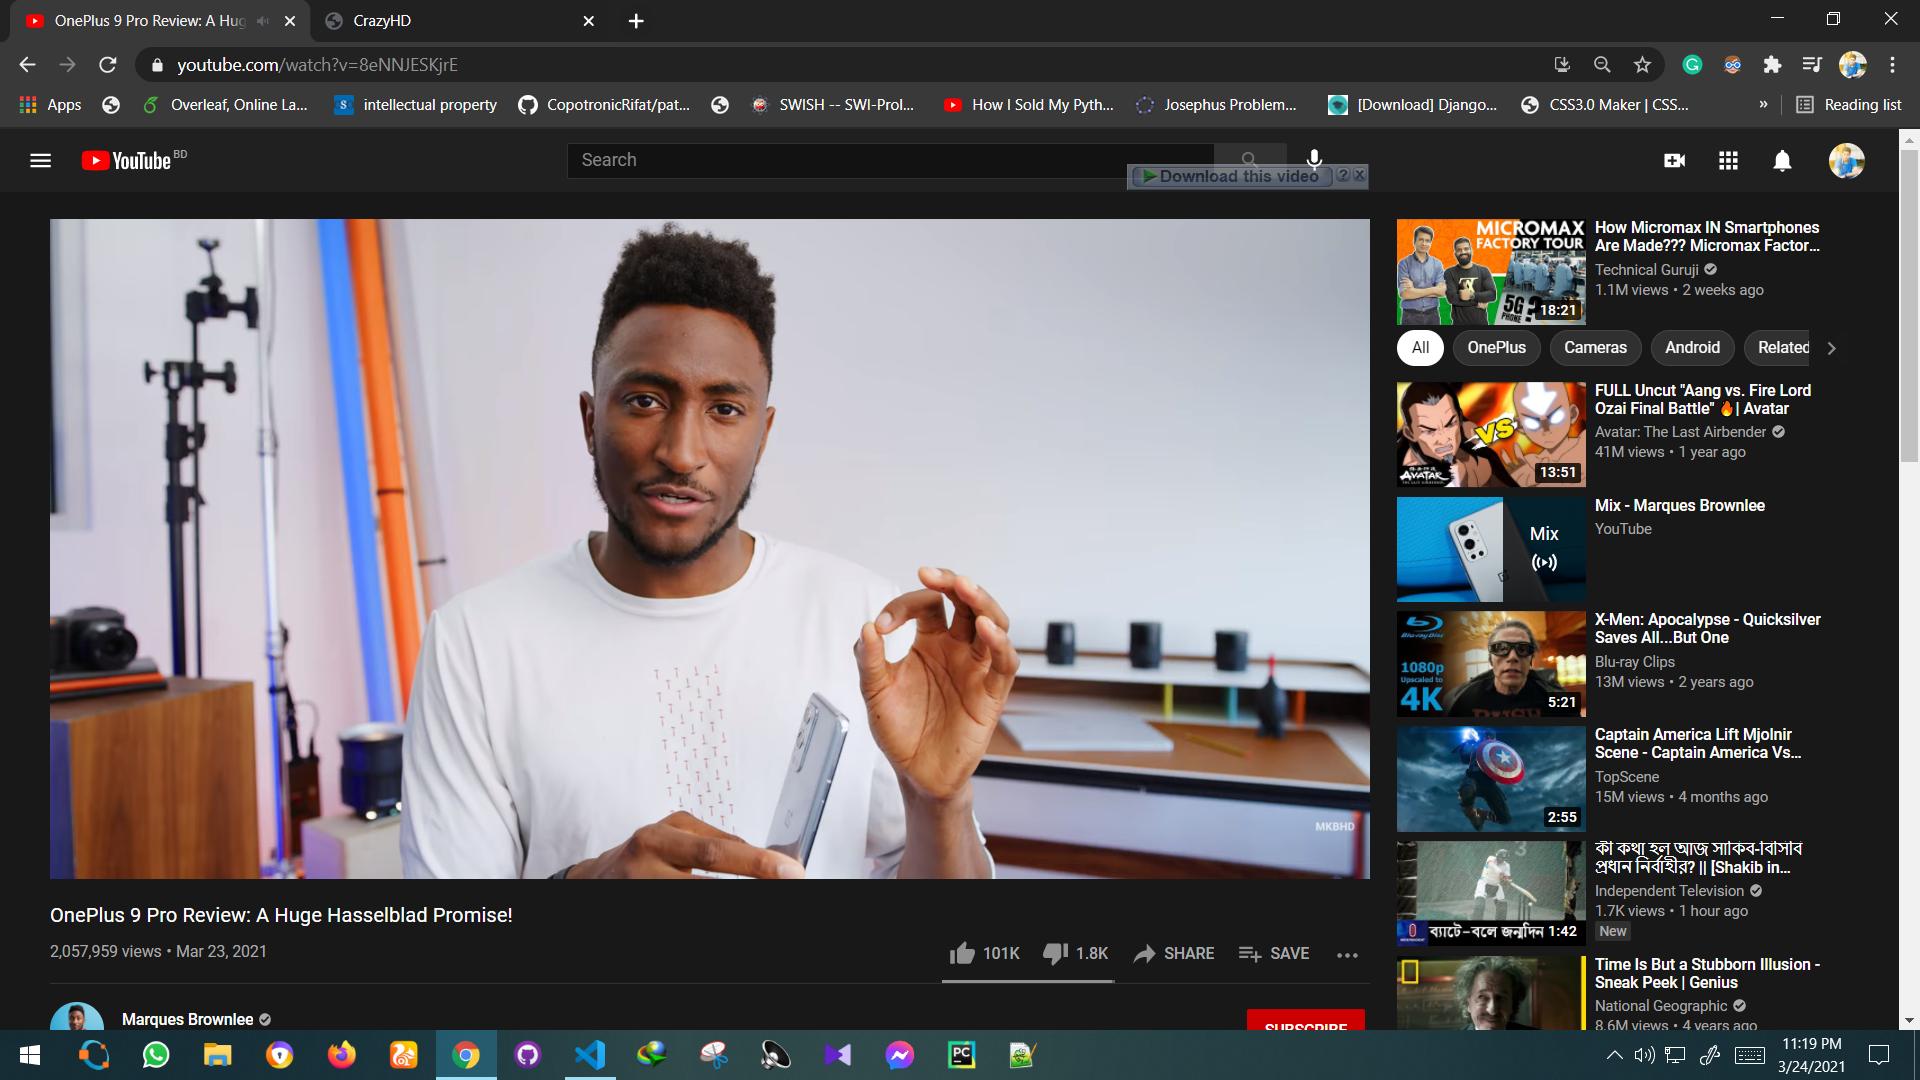 OnePlus 9 Pro Review: A Hug
CrazyHD
youtube.com/watch?v=8eNNJESKjrE
Apps
Overleaf, Online La...
intellectual property
CopotronicRifat/pat...
SWISH -- SWI-Prol...
How I Sold My Pyth...
Josephus Problem...
[Download] Django...
CSS3.0 Maker | CSS...
»
Reading list
YouTube BD
Search
Download this video
MICROMAX
FACTORY TOUR
5G ?
PHONE
18:21
How Micromax IN Smartphones
Are Made??? Micromax Factor...
Technical Guruji
1.1M views • 2 weeks ago
All
OnePlus
Cameras
Android
Related
VS
AVATAR
13:51
FULL Uncut "Aang vs. Fire Lord
Ozai Final Battle" 🔥| Avatar
Avatar: The Last Airbender
41M views • 1 year ago
Mix
Mix - Marques Brownlee
YouTube
Blu-ray Disc
1080p
Upscaled to
4K
5:21
X-Men: Apocalypse - Quicksilver
Saves All...But One
Blu-ray Clips
13M views • 2 years ago
2:55
Captain America Lift Mjolnir
Scene - Captain America Vs...
TopScene
15M views • 4 months ago
ব্যাটে-বলে জন্মদিন
1:42
কী কথা হল আজ সাকিব-বিসিবি
প্রধান নির্বাহীর? || [Shakib in...
Independent Television
1.7K views • 1 hour ago
New
Time Is But a Stubborn Illusion -
Sneak Peek | Genius
National Geographic
8.6M views • 4 years ago
MKBHD
OnePlus 9 Pro Review: A Huge Hasselblad Promise!
2,057,959 views • Mar 23, 2021
101K
1.8K
SHARE
SAVE
Marques Brownlee
SUBSCRIBE
PC
11:19 PM
3/24/2021